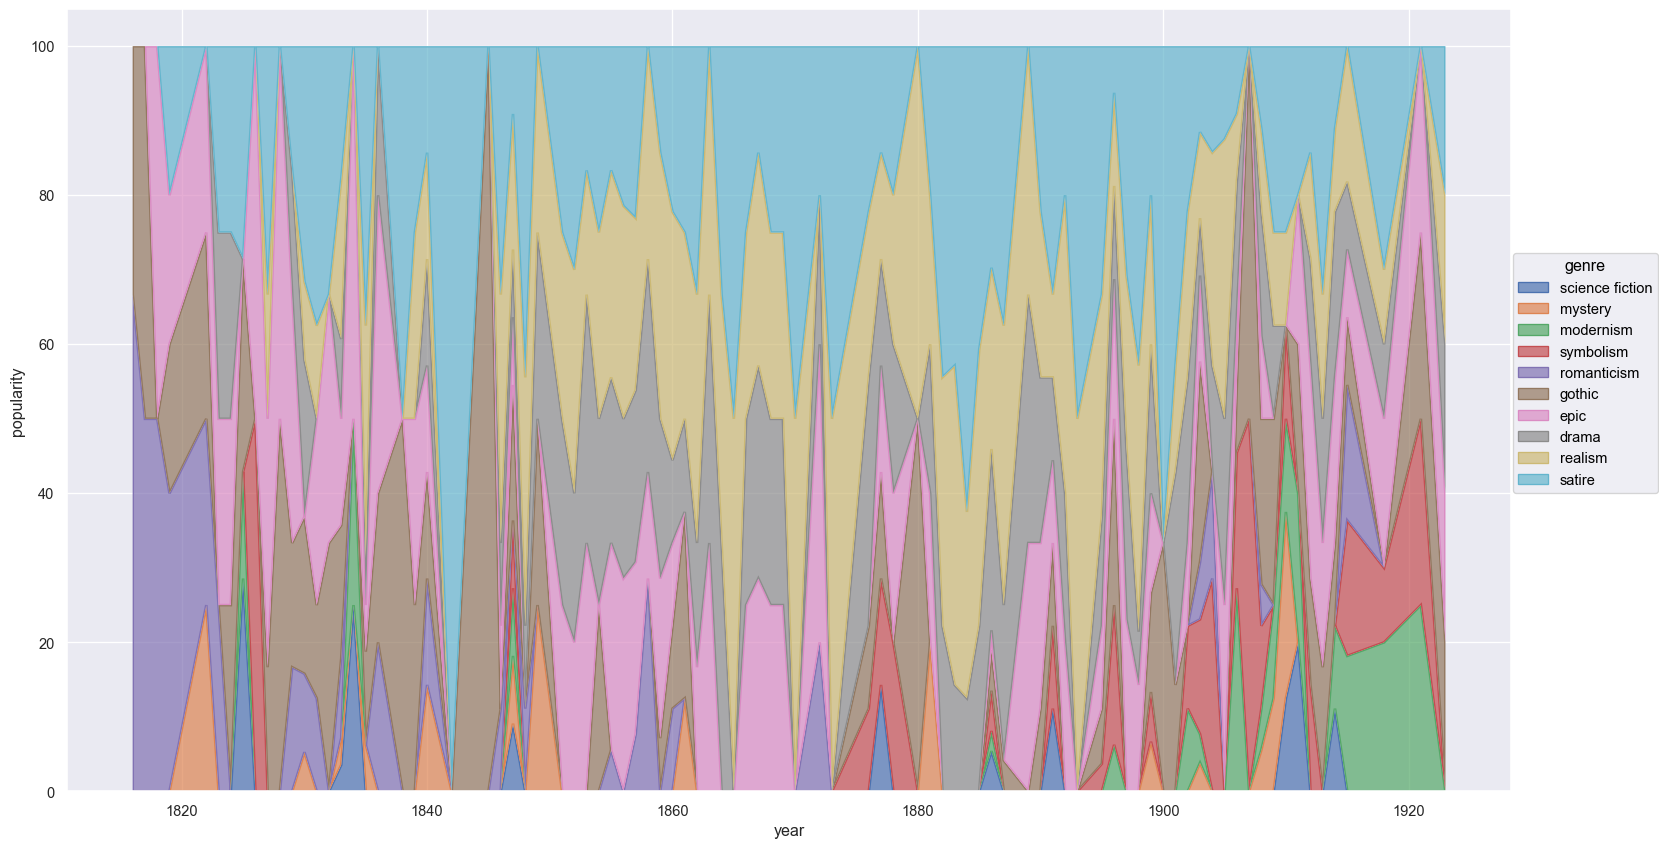 100
80
60
40
20
0
popularity
1820
1840
1860
1880
1900
1920
year
genre
science fiction
mystery
modernism
symbolism
romanticism
gothic
epic
drama
realism
satire